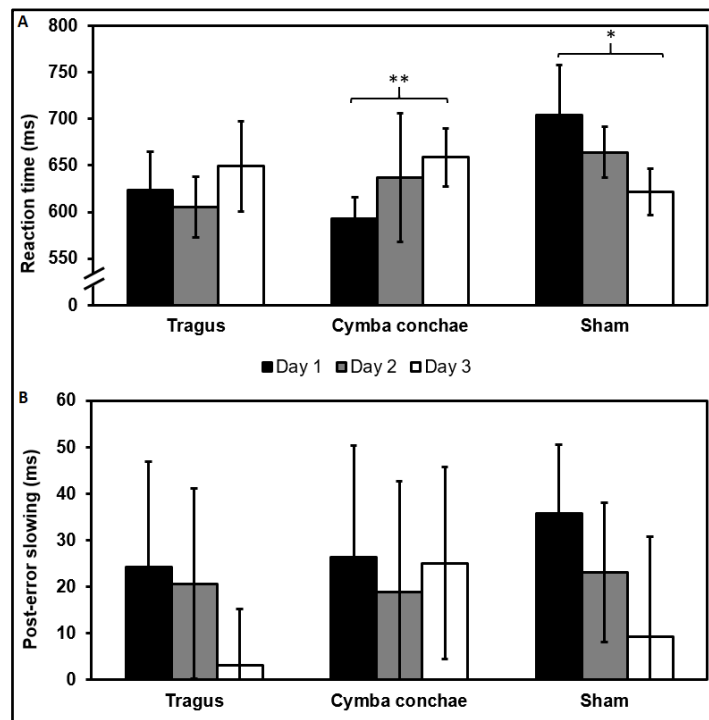 A
Reaction time (ms)
800
750
700
650
600
550
0
**
*
Tragus Cymba conchae Sham
Day 1 Day 2 Day 3
B
Post-error slowing (ms)
60
50
40
30
20
10
0
Tragus Cymba conchae Sham